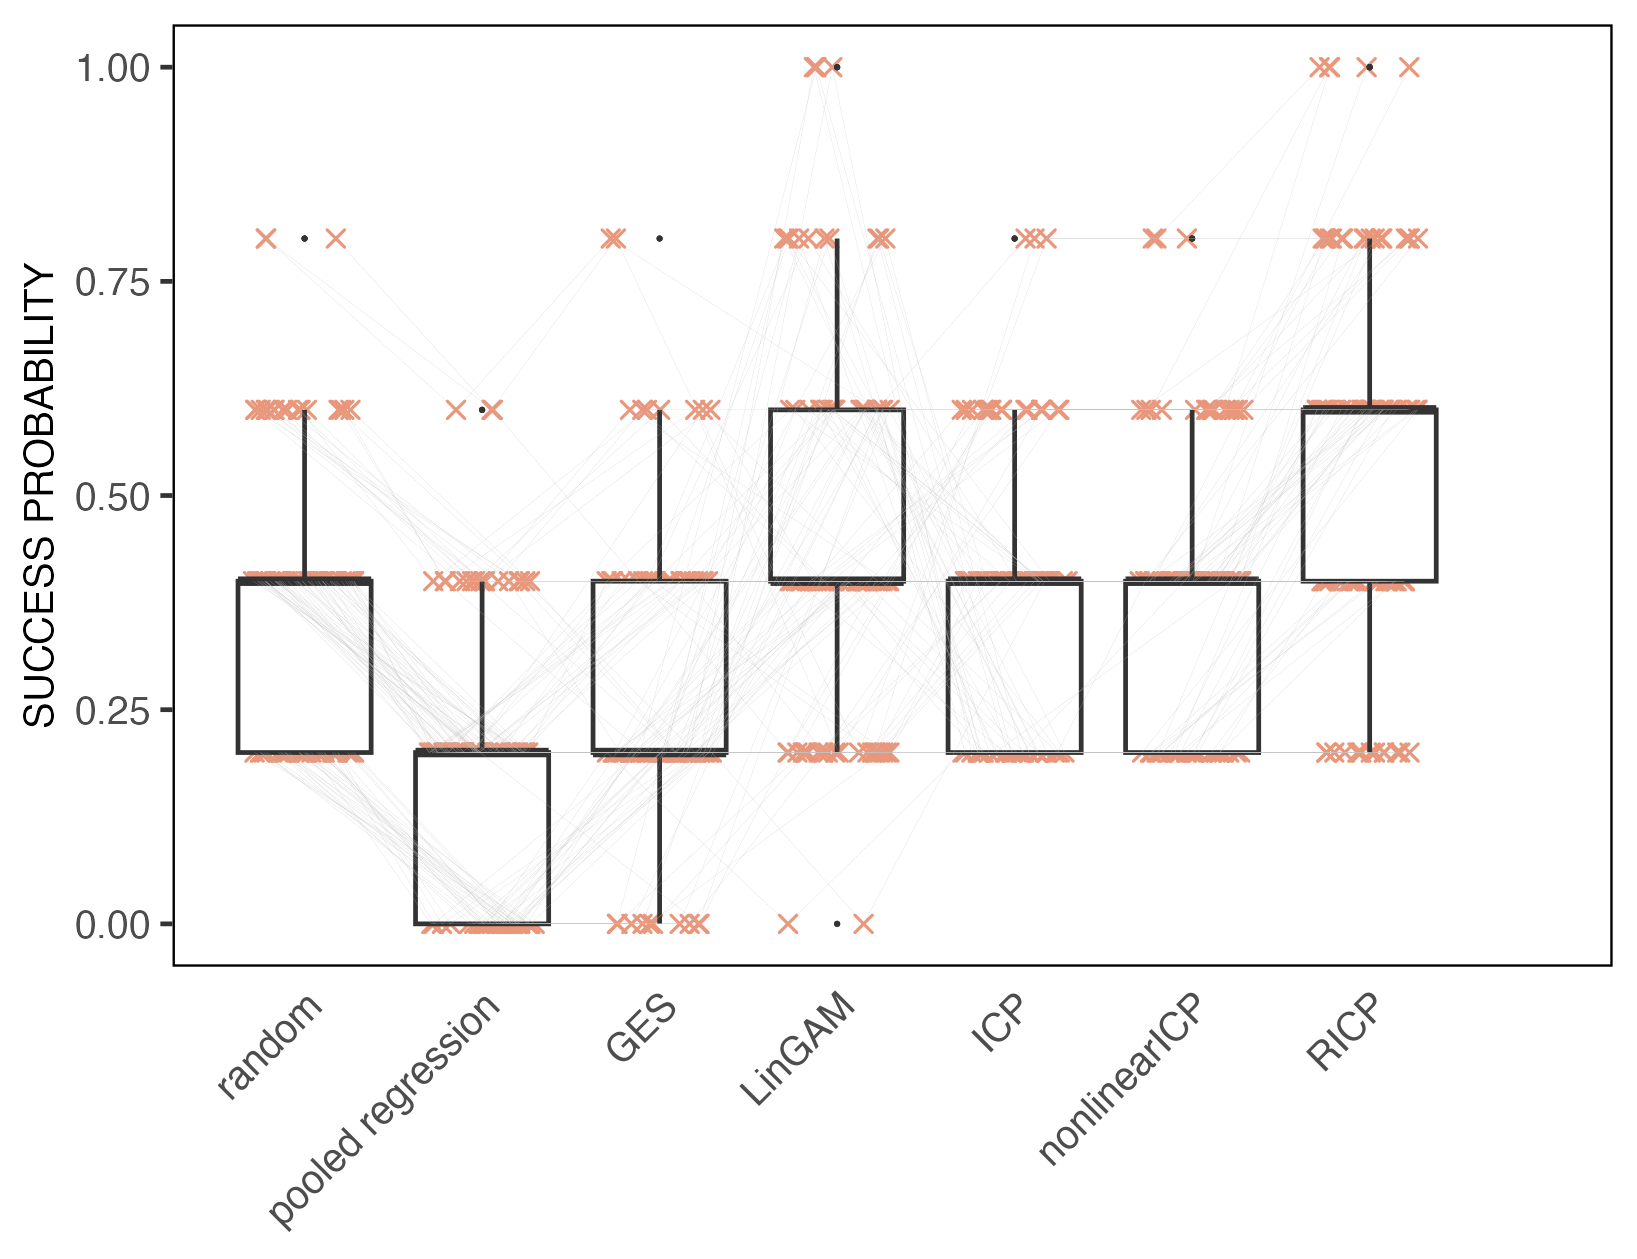 SUCCESS PROBABILITY
1.00
0.75
0.50
0.25
0.00
random
pooled regression
GES
LinGAM
ICP
nonlinearICP
RICP